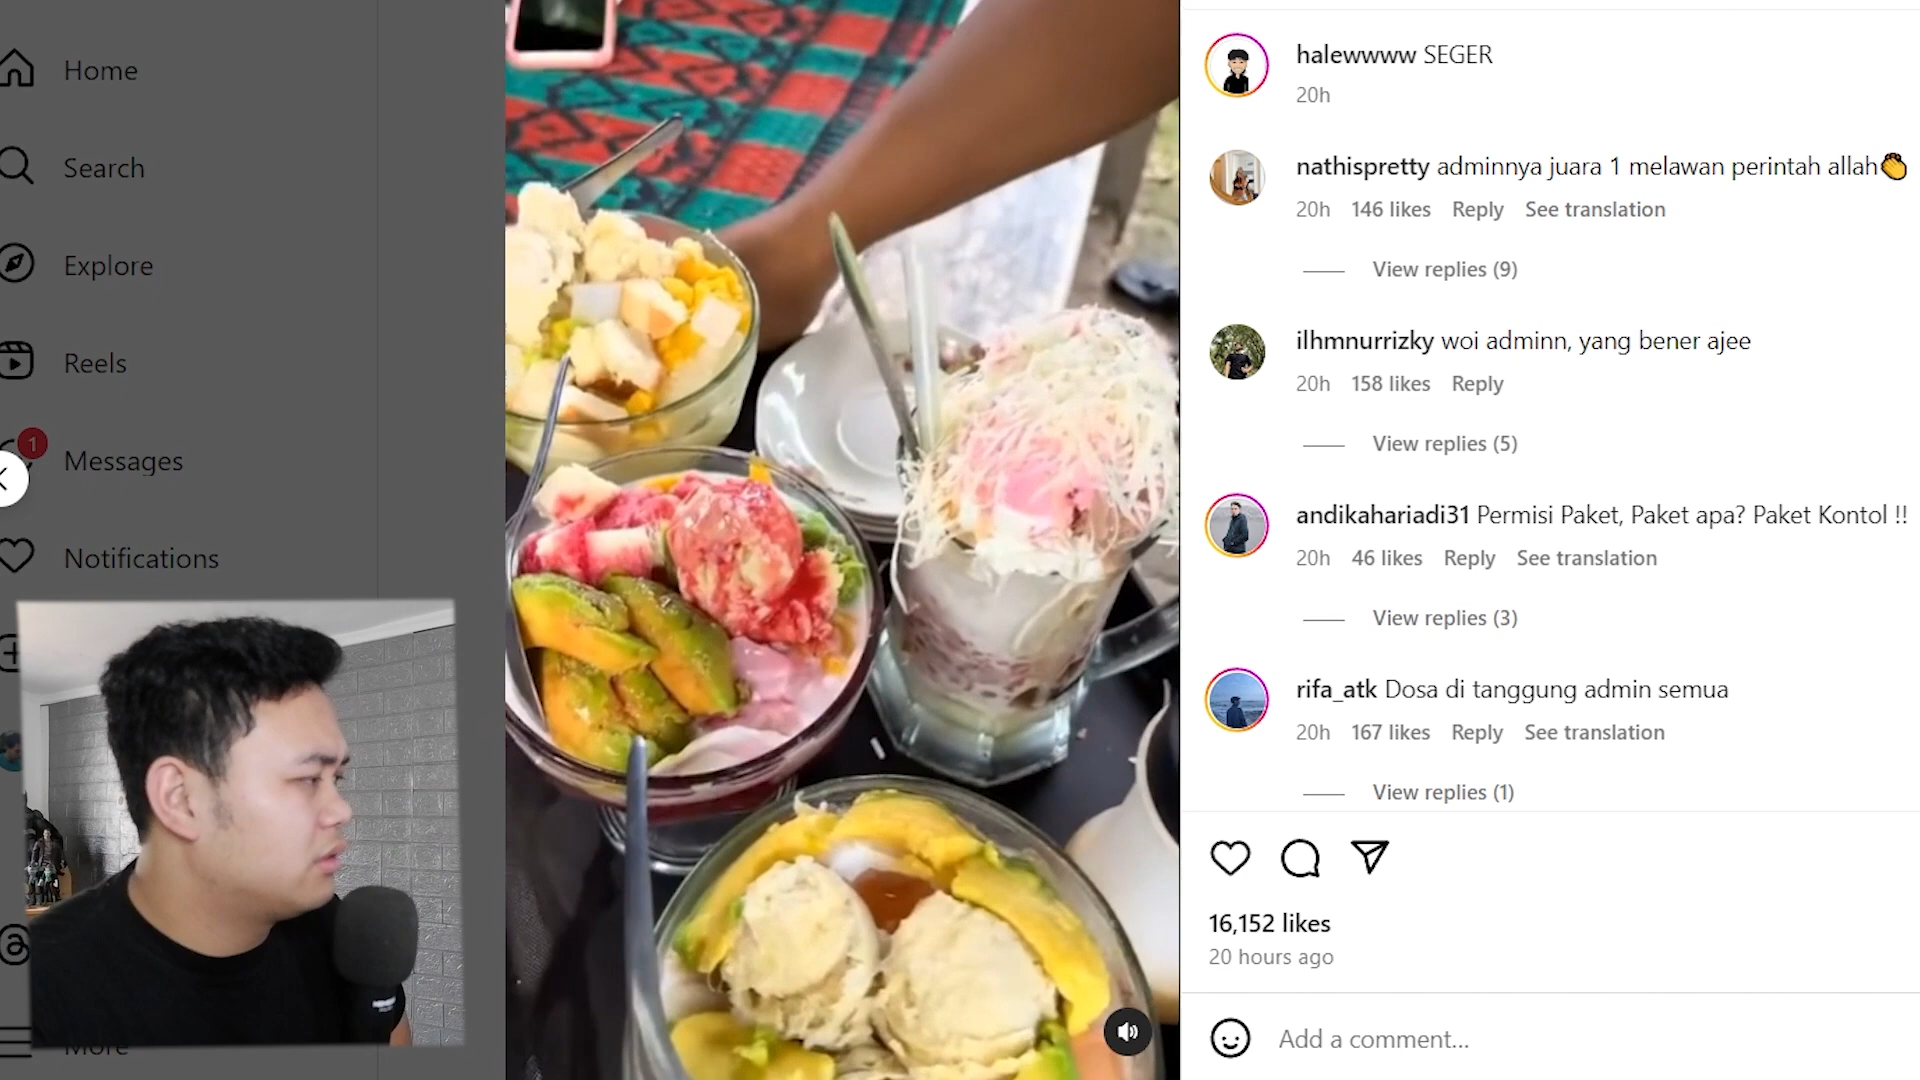 Home
Search
Explore
Reels
1
Messages
Notifications
More
halewwww SEGER
20h
nathispretty adminnya juara 1 melawan perintah allah👏
20h 146 likes Reply See translation
View replies (9)
ilhmnurrizky woi adminn, yang bener ajee
20h 158 likes Reply
View replies (5)
andikahariadi31 Permisi Paket, Paket apa? Paket Kontol !!
20h 46 likes Reply See translation
View replies (3)
rifa_atk Dosa di tanggung admin semua
20h 167 likes Reply See translation
View replies (1)
16,152 likes
20 hours ago
Add a comment...